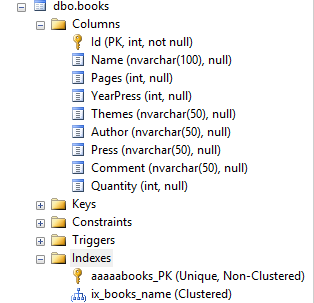 dbo.books
Columns
Id (PK, int, not null)
Name (nvarchar(100), null)
Pages (int, null)
YearPress (int, null)
Themes (nvarchar(50), null)
Author (nvarchar(50), null)
Press (nvarchar(50), null)
Comment (nvarchar(50), null)
Quantity (int, null)
Keys
Constraints
Triggers
Indexes
aaaaabooks_PK (Unique, Non-Clustered)
ix_books_name (Clustered)